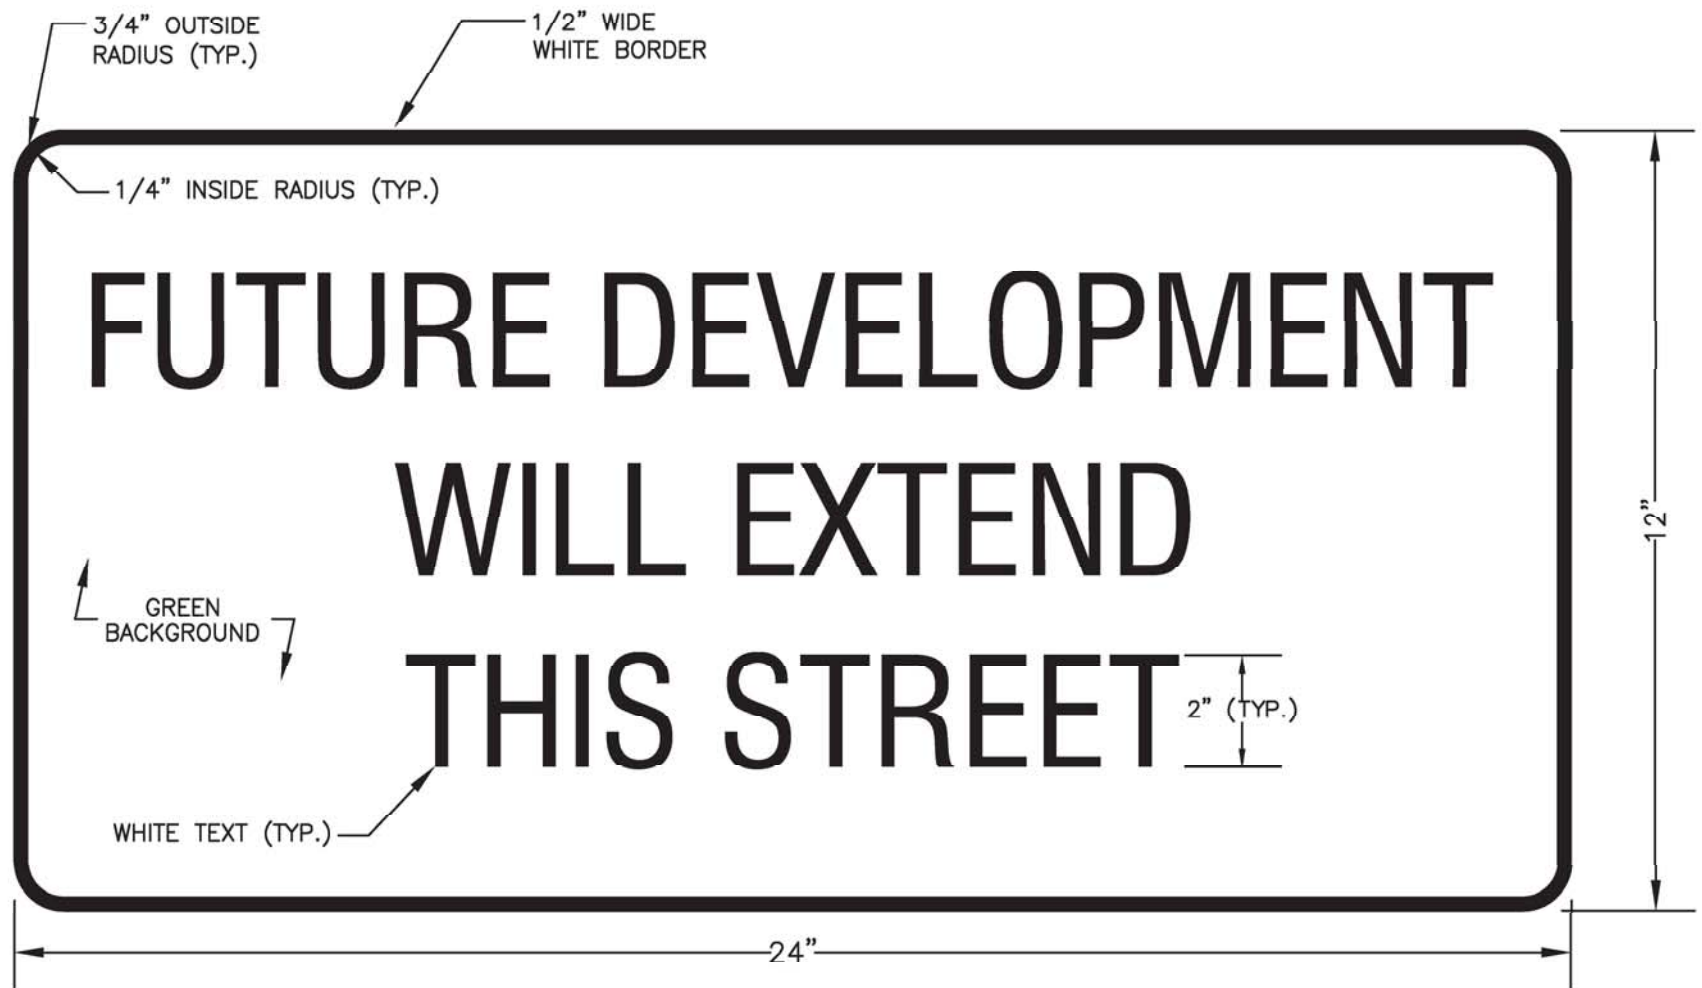 3/4” OUTSIDE
RADIUS (TYP.)
1/2” WIDE
WHITE BORDER
1/4” INSIDE RADIUS (TYP.)
FUTURE DEVELOPMENT
WILL EXTEND
12”
GREEN
BACKGROUND
THIS STREET
2” (TYP.)
WHITE TEXT (TYP.)
24”